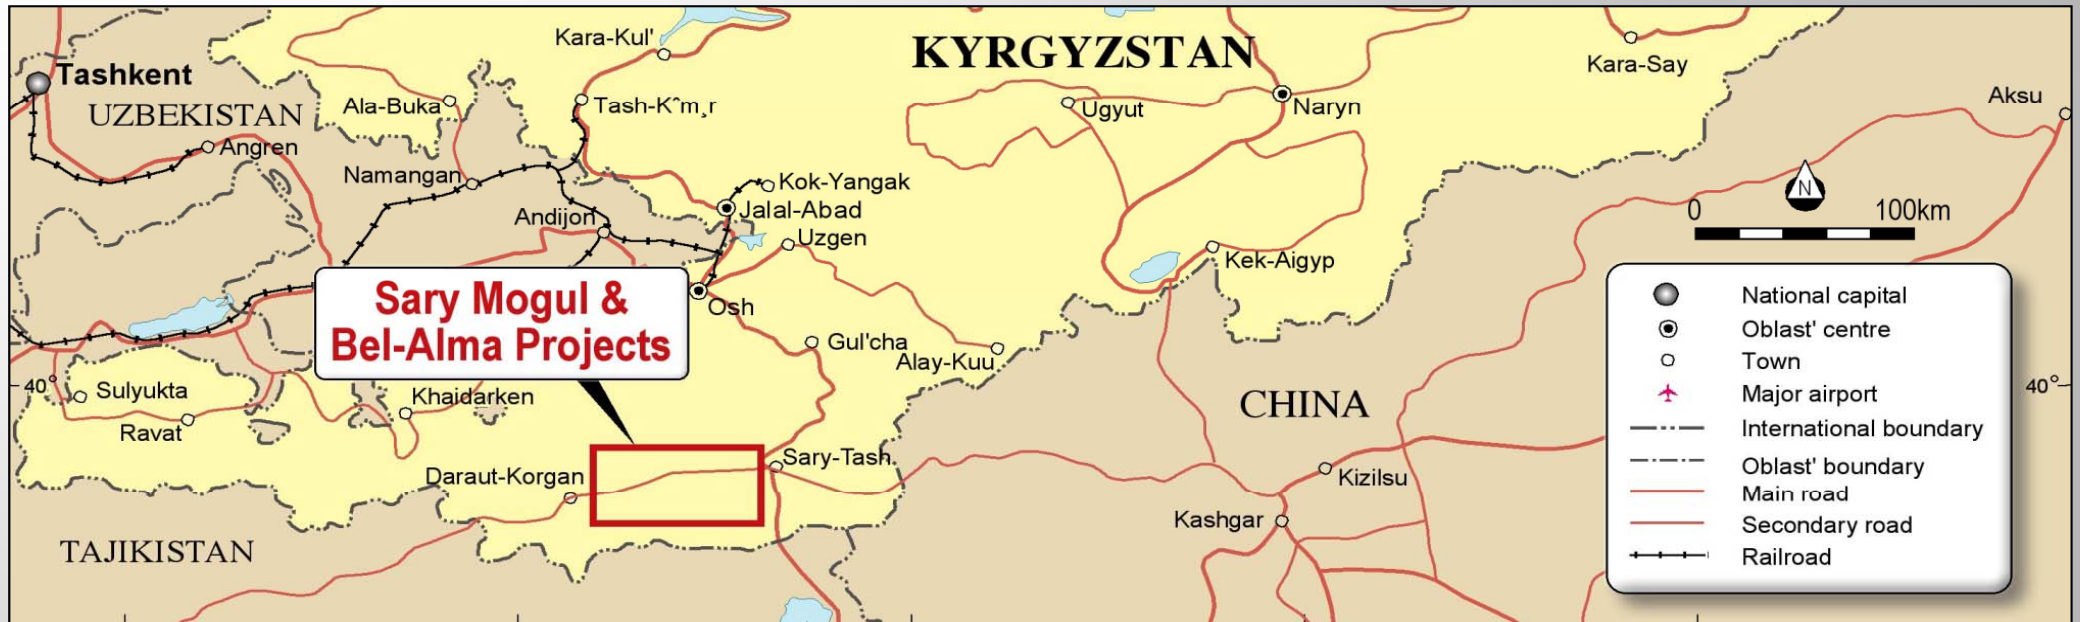 Kara-Kul'
KYRGYZSTAN
Kara-Say
Tashkent
Aksu
UZBEKISTAN
Ala-Buka
Tash-K^m¸r
Ugyut
Naryn
Angren
Namangan
Kok-Yangak
Jalal-Abad
Andijon
Uzgen
N
0
100km
Kek-Aigyp
Sary Mogul &
Bel-Alma Projects
Osh
Gul'cha
Alay-Kuu
40°
Sulyukta
Khaidarken
Ravat
CHINA
40°
Daraut-Korgan
Sary-Tash
Kizilsu
Kashgar
TAJIKISTAN
National capital
Oblast' centre
Town
Major airport
International boundary
Oblast' boundary
Main road
Secondary road
Railroad